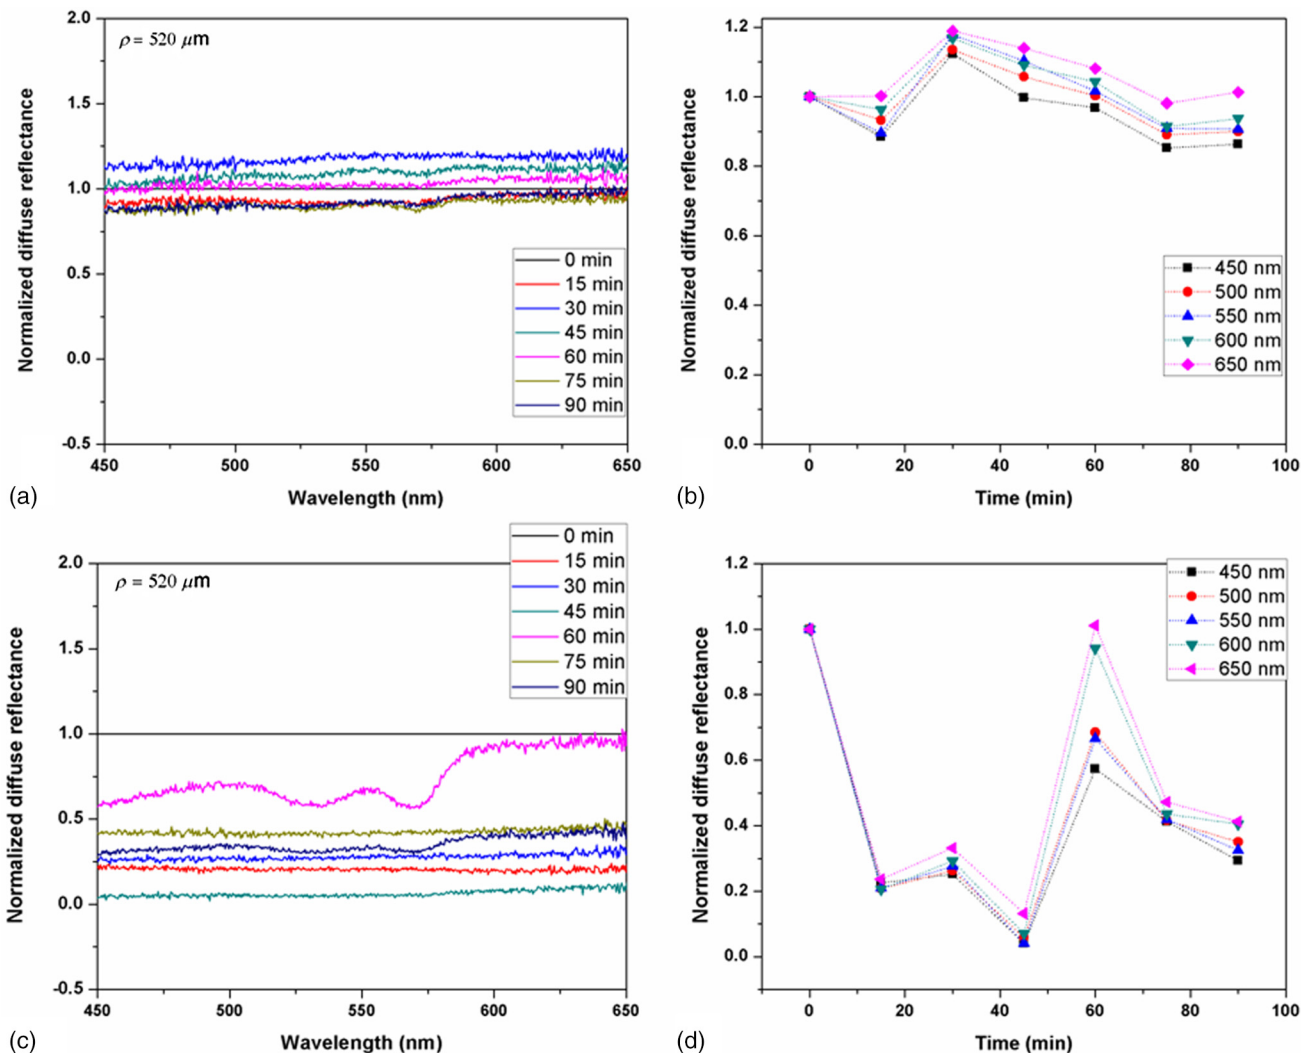 2.0
1.5
1.0
0.5
0.0
-0.5
Normalized diffuse reflectance
ρ = 520 μm
0 min
15 min
30 min
45 min
60 min
75 min
90 min
450 500 550 600 650
Wavelength (nm)
(a)
1.2
1.0
0.8
0.6
0.4
0.2
0.0
Normalized diffuse reflectance
450 nm
500 nm
550 nm
600 nm
650 nm
0 20 40 60 80 100
Time (min)
(b)
0 min
15 min
30 min
45 min
60 min
75 min
90 min
2.0
1.5
1.0
0.5
0.0
-0.5
Normalized diffuse reflectance
ρ = 520 μm
450 500 550 600 650
Wavelength (nm)
(c)
1.2
1.0
0.8
0.6
0.4
0.2
0.0
Normalized diffuse reflectance
450 nm
500 nm
550 nm
600 nm
650 nm
0 20 40 60 80 100
Time (min)
(d)